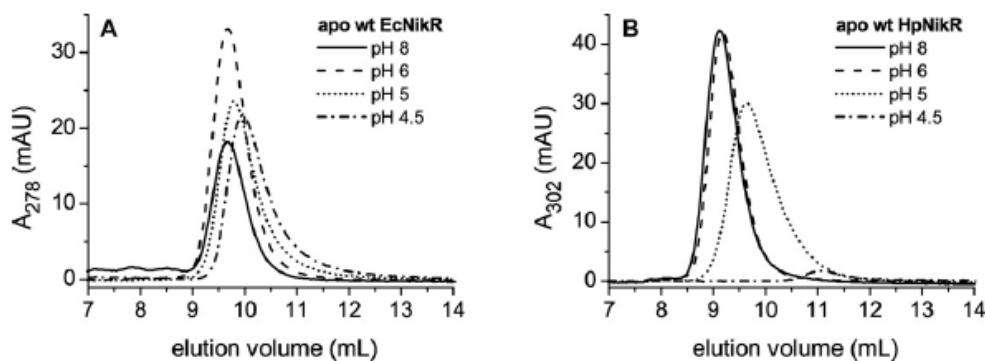 A
apo wt EcNikR
pH 8
pH 6
pH 5
pH 4.5
30
20
10
0
A278 (mAU)
7 8 9 10 11 12 13 14
elution volume (mL)
B
apo wt HpNikR
pH 8
pH 6
pH 5
pH 4.5
40
30
20
10
0
A302 (mAU)
7 8 9 10 11 12 13 14
elution volume (mL)